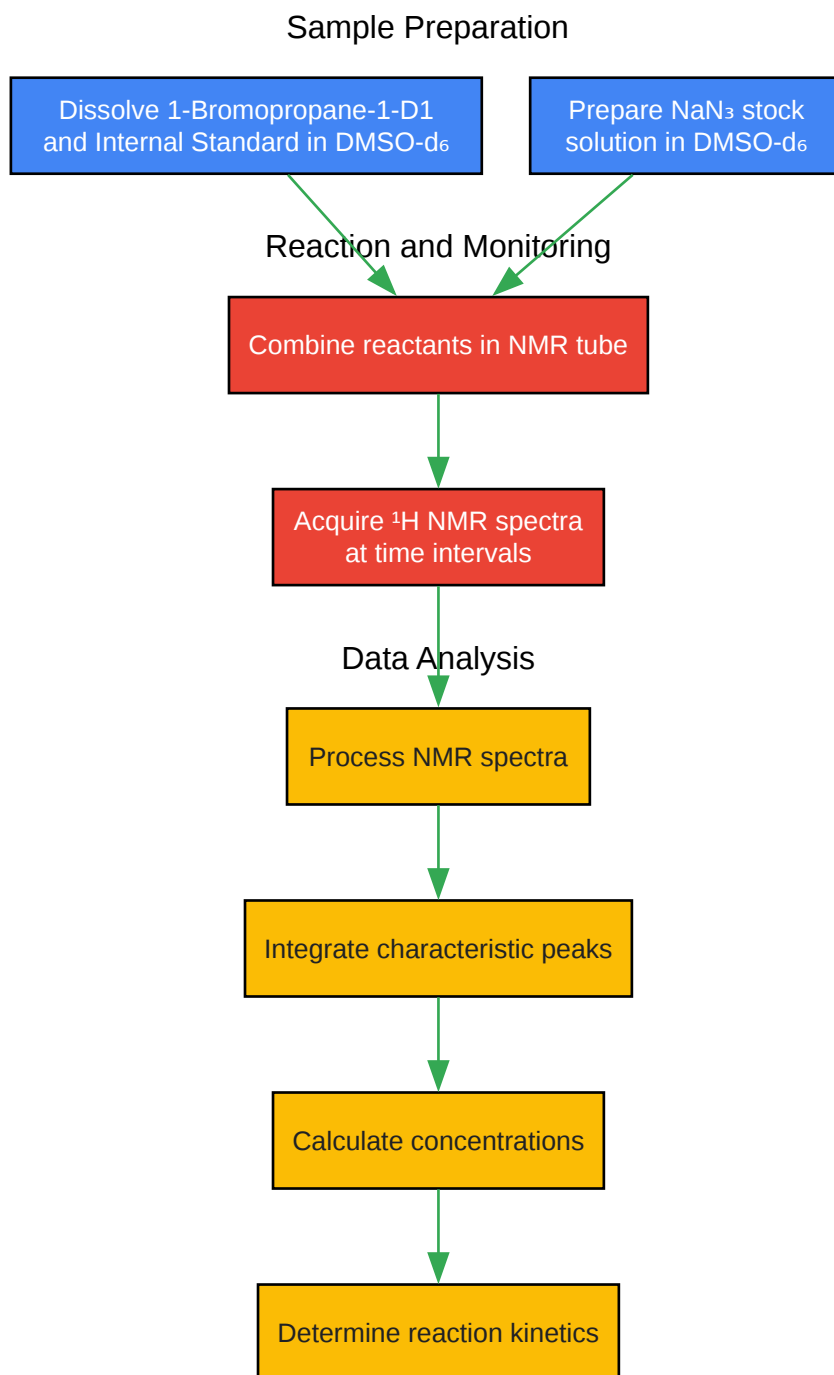 Sample Preparation
Dissolve 1-Bromopropane-1-D1
and Internal Standard in DMSO-d₆
Prepare NaN₃ stock
solution in DMSO-d₆
Reaction and Monitoring
Combine reactants in NMR tube
Acquire ¹H NMR spectra
at time intervals
Data Analysis
Process NMR spectra
Integrate characteristic peaks
Calculate concentrations
Determine reaction kinetics